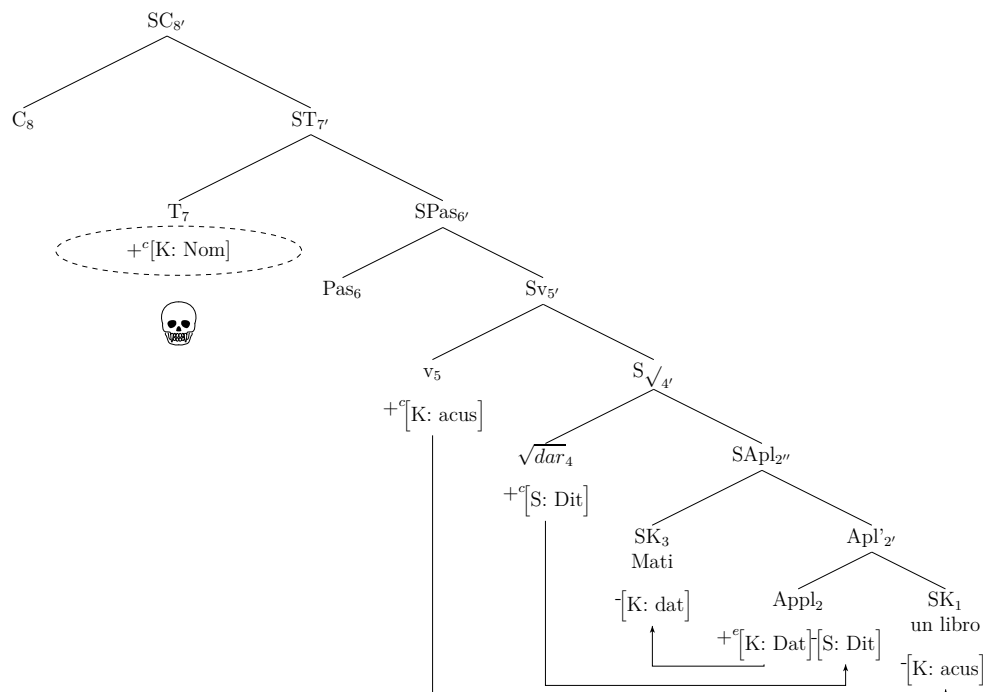 SC₈′
C₈ ST₇′
T₇ SPas₆′
+ᶜ[K: Nom]
Pas₆ Sv₅′
v₅ S√₄′
+ᶜ[K: acus]
√dar₄ SApl₂″
+ᶜ[S: Dit]
SK₃ Apl'₂′
Mati
-[K: dat] Appl₂ SK₁
un libro
+ᵉ[K: Dat]-[S: Dit]
-[K: acus]